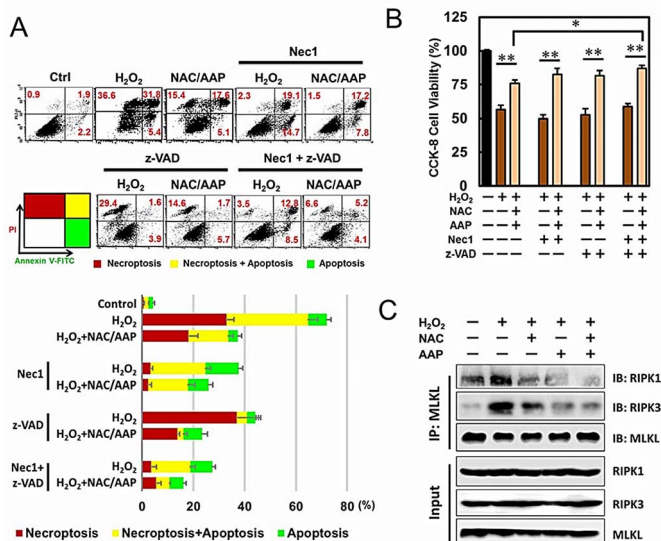 A
Nec1
Ctrl H₂O₂ NAC/AAP H₂O₂ NAC/AAP
0.9 1.9 36.6 31.8 15.4 17.6 2.3 19.1 1.5 17.2
2.2 5.4 5.1 14.7 7.8
z-VAD Nec1 + z-VAD
H₂O₂ NAC/AAP H₂O₂ NAC/AAP
29.4 1.6 14.6 1.7 3.5 12.8 6.6 5.2
3.9 5.7 8.5 4.1
PI
Annexin V-FITC
Necroptosis Necroptosis + Apoptosis Apoptosis
Control
H₂O₂
H₂O₂+NAC/AAP
Nec1
H₂O₂
H₂O₂+NAC/AAP
z-VAD
H₂O₂
H₂O₂+NAC/AAP
Nec1+
z-VAD
H₂O₂
H₂O₂+NAC/AAP
0 20 40 60 80 (%)
Necroptosis Necroptosis+Apoptosis Apoptosis
B
CCK-8 Cell Viability (%)
100
75
50
25
0
*
** ** ** **
H₂O₂ — + + + + + + + +
NAC — — + — + — + — +
AAP — — + — + — + — +
Nec1 — — — + + — — + +
z-VAD — — — — — + + + +
C
H₂O₂ — + + + +
NAC — — + — +
AAP — — — + +
IP: MLKL
IB: RIPK1
IB: RIPK3
IB: MLKL
Input
RIPK1
RIPK3
MLKL